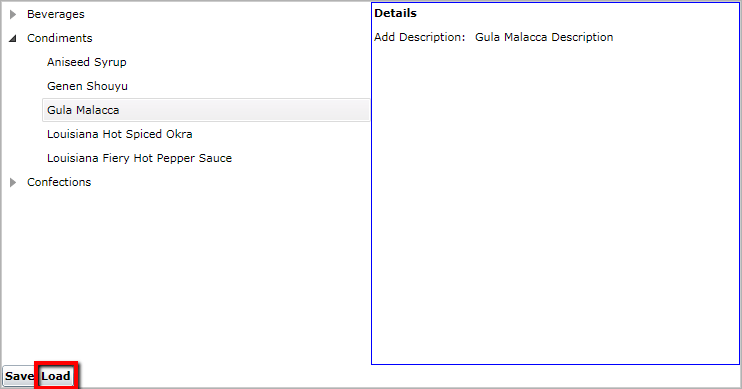 Beverages
Condiments
Aniseed Syrup
Genen Shouyu
Gula Malacca
Louisiana Hot Spiced Okra
Louisiana Fiery Hot Pepper Sauce
Confections
Details
Add Description: Gula Malacca Description
Save Load